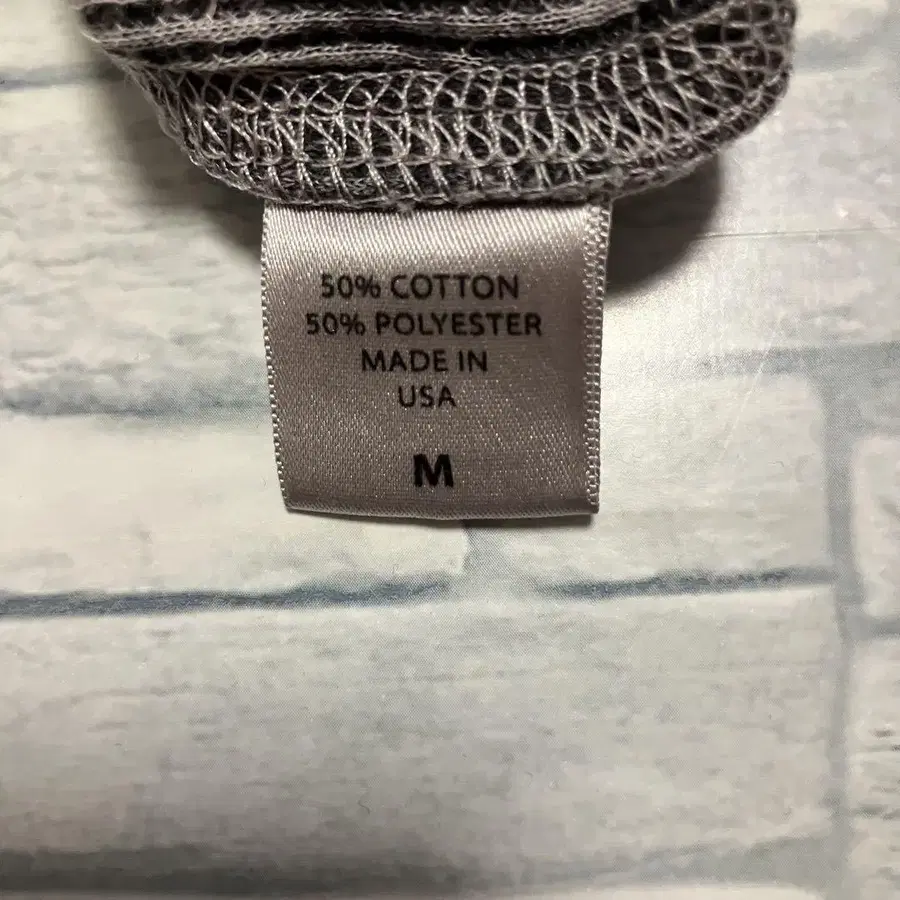 50% COTTON
50% POLYESTER
MADE IN
USA
M